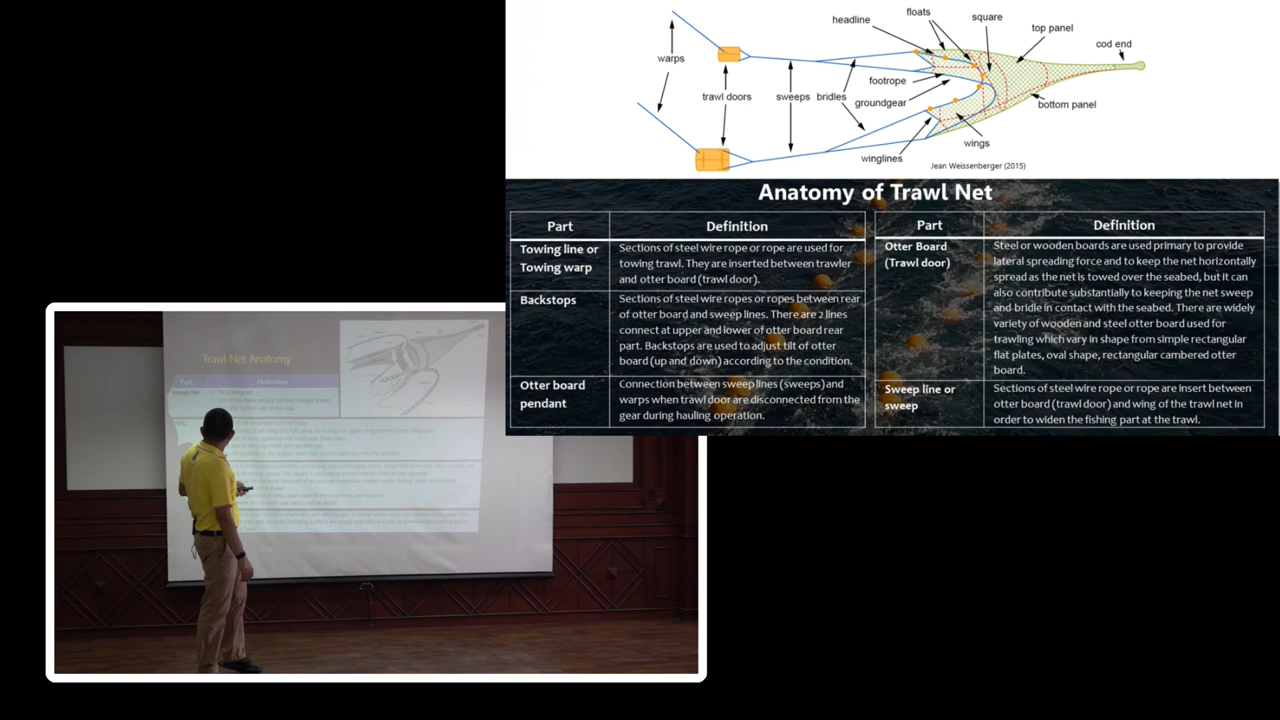 headline
floats
square
top panel
cod end
warps
trawl doors
sweeps
bridles
footrope
groundgear
winglines
wings
bottom panel
Jean Weissenberger (2015)
Anatomy of Trawl Net
Part
Definition
Towing line or
Towing warp
Sections of steel wire rope or rope are used for
towing trawl. They are inserted between trawler
and otter board (trawl door).
Backstops
Sections of steel wire ropes or ropes between rear
of otter board and sweep lines. There are 2 lines
connect at upper and lower of otter board rear
part. Backstops are used to adjust tilt of otter
board (up and down) according to the condition.
Otter board
pendant
Connection between sweep lines (sweeps) and
warps when trawl door are disconnected from the
gear during hauling operation.
Part
Definition
Otter Board
(Trawl door)
Steel or wooden boards are used primary to provide
lateral spreading force and to keep the net horizontally
spread as the net is towed over the seabed, but it can
also contribute substantially to keeping the net sweep
and bridle in contact with the seabed. There are widely
variety of wooden and steel otter board used for
trawling which vary in shape from simple rectangular
flat plates, oval shape, rectangular cambered otter
board.
Sweep line or
sweep
Sections of steel wire rope or rope are insert between
otter board (trawl door) and wing of the trawl net in
order to widen the fishing part at the trawl.
Trawl Net Anatomy
Part
Definition